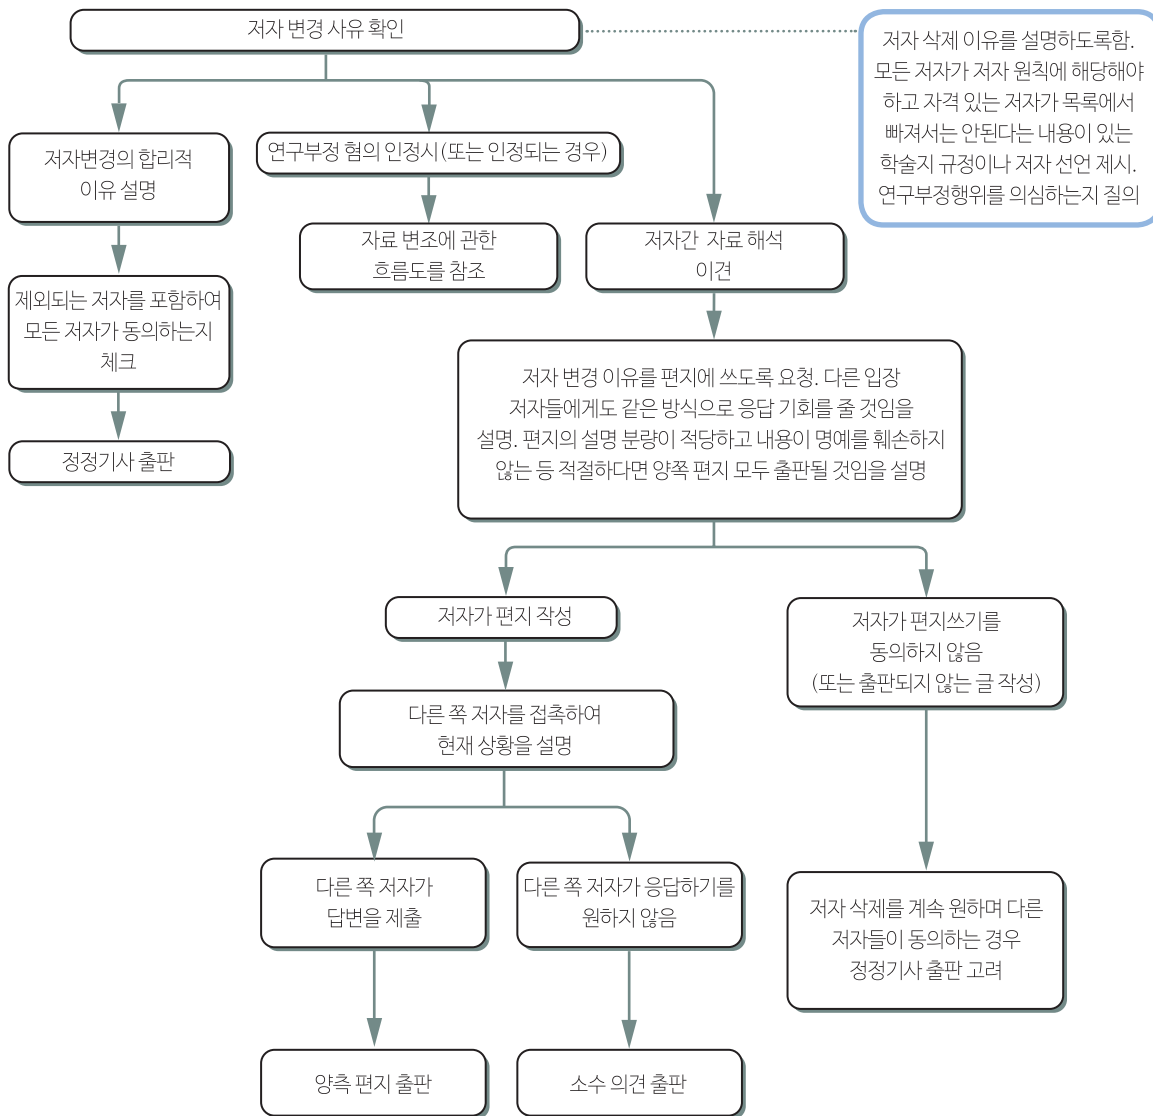 저자 변경 사유 확인
저자 삭제 이유를 설명하도록함.
모든 저자가 저자 원칙에 해당해야
하고 자격 있는 저자가 목록에서
빠져서는 안된다는 내용이 있는
학술지 규정이나 저자 선언 제시.
연구부정행위를 의심하는지 질의
저자변경의 합리적
이유 설명
연구부정 혐의 인정시(또는 인정되는 경우)
자료 변조에 관한
흐름도를 참조
저자간 자료 해석
이견
제외되는 저자를 포함하여
모든 저자가 동의하는지
체크
정정기사 출판
저자 변경 이유를 편지에 쓰도록 요청. 다른 입장
저자들에게도 같은 방식으로 응답 기회를 줄 것임을
설명. 편지의 설명 분량이 적당하고 내용이 명예를 훼손하지
않는 등 적절하다면 양쪽 편지 모두 출판될 것임을 설명
저자가 편지 작성
저자가 편지쓰기를
동의하지 않음
(또는 출판되지 않는 글 작성)
다른 쪽 저자를 접촉하여
현재 상황을 설명
다른 쪽 저자가
답변을 제출
다른 쪽 저자가 응답하기를
원하지 않음
저자 삭제를 계속 원하며 다른
저자들이 동의하는 경우
정정기사 출판 고려
양측 편지 출판
소수 의견 출판